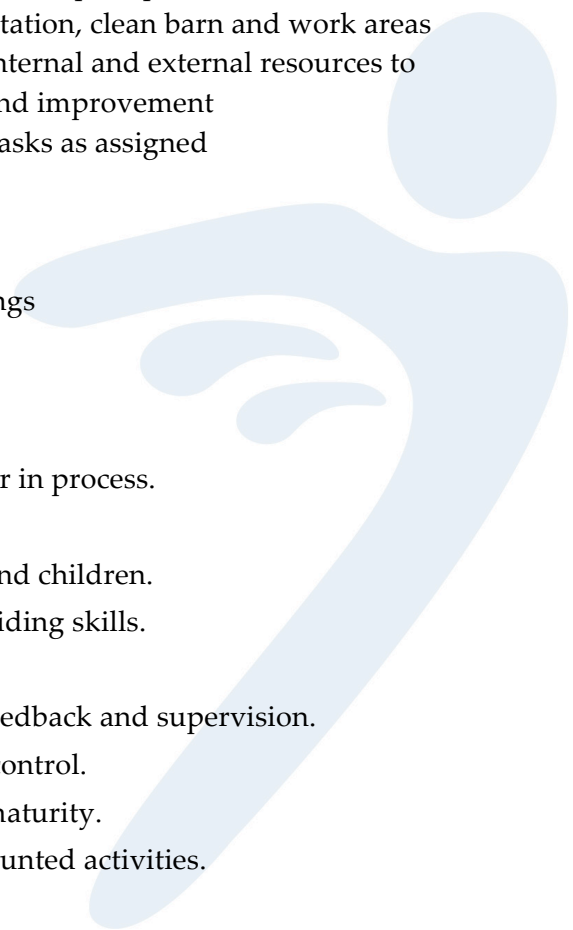 tation, clean barn and work areas
nternal and external resources to
nd improvement
asks as assigned
ngs
r in process.
nd children.
iding skills.
edback and supervision.
ontrol.
naturity.
unted activities.